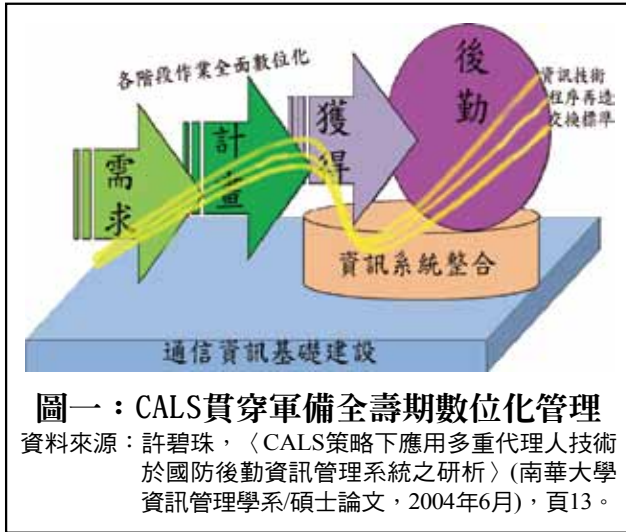 各階段作業全面數位化
需求
計畫
獲得
後勤
資訊技術
程序再造
交換標準
資訊系統整合
通信資訊基礎建設
圖一：CALS貫穿軍備全壽期數位化管理
資料來源：許碧珠，〈CALS策略下應用多重代理人技術
於國防後勤資訊管理系統之研析〉(南華大學
資訊管理學系/碩士論文，2004年6月)，頁13。